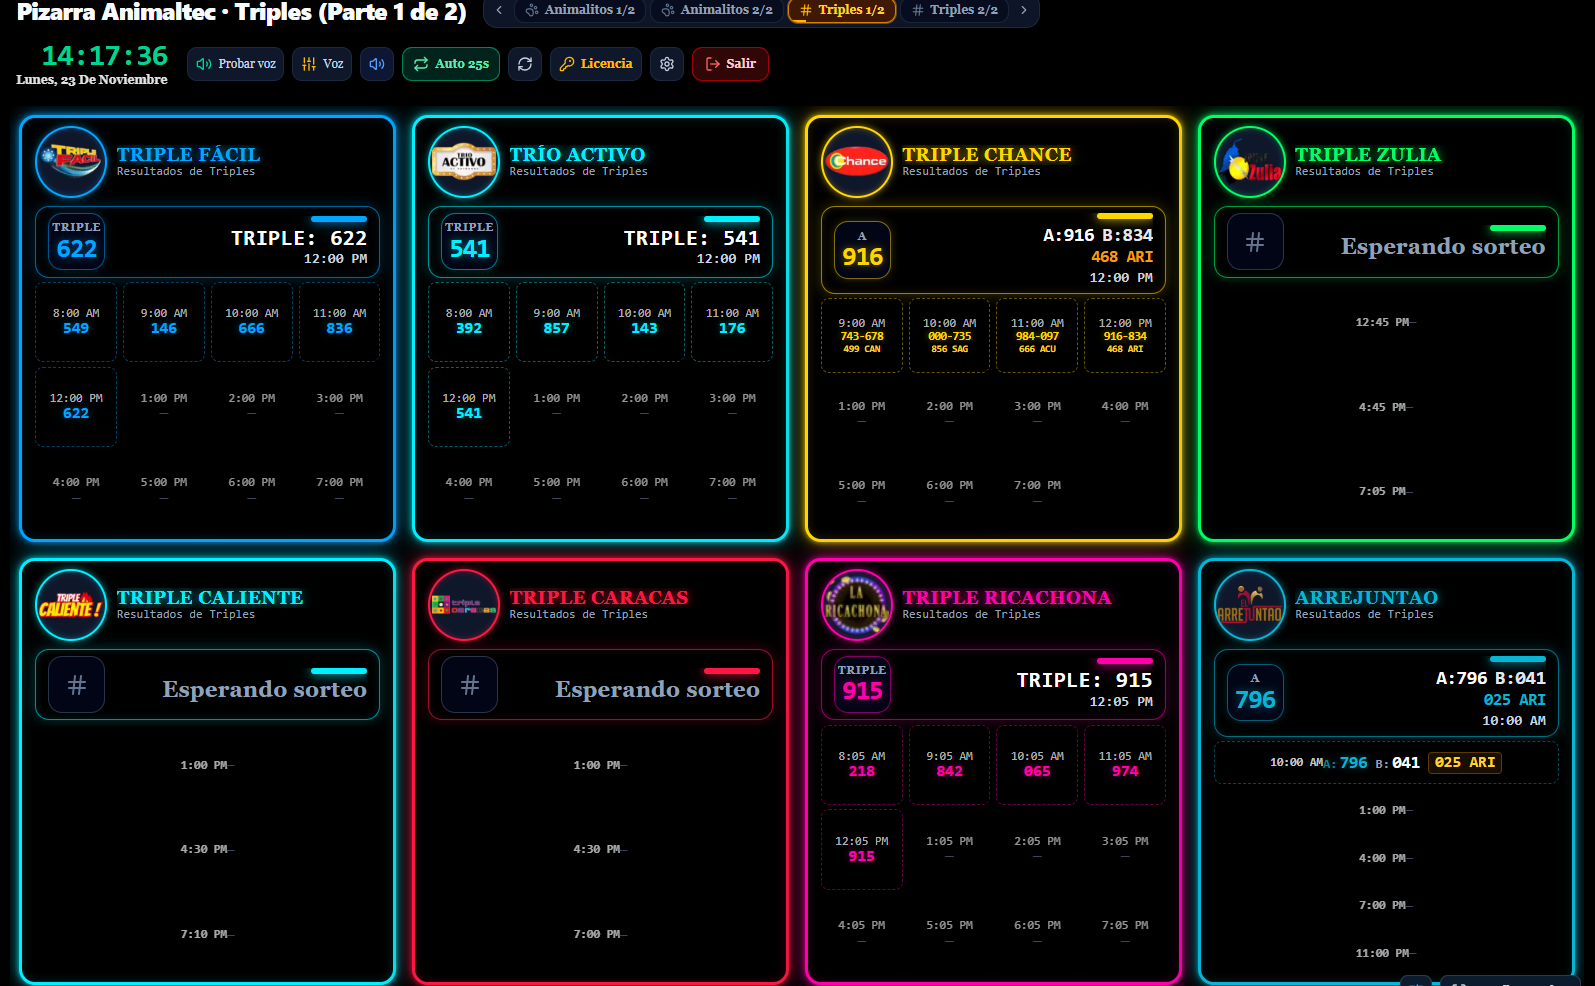 Pizarra Animaltec · Triples (Parte 1 de 2)
Animalitos 1/2
Animalitos 2/2
# Triples 1/2
# Triples 2/2
14:17:36
Lunes, 23 De Noviembre
Probar voz
Voz
Auto 25s
Licencia
Salir
TRIPLE FÁCIL
TRIPLE FÁCIL
Resultados de Triples
TRIPLE
622
TRIPLE: 622
12:00 PM
8:00 AM 9:00 AM 10:00 AM 11:00 AM
549 146 666 836
12:00 PM 1:00 PM 2:00 PM 3:00 PM
622 — — —
4:00 PM 5:00 PM 6:00 PM 7:00 PM
— — — —
TRIO
ACTIVO
TRÍO ACTIVO
Resultados de Triples
TRIPLE
541
TRIPLE: 541
12:00 PM
8:00 AM 9:00 AM 10:00 AM 11:00 AM
392 857 143 176
12:00 PM 1:00 PM 2:00 PM 3:00 PM
541 — — —
4:00 PM 5:00 PM 6:00 PM 7:00 PM
— — — —
Chance
TRIPLE CHANCE
Resultados de Triples
A
916
A:916 B:834
468 ARI
12:00 PM
9:00 AM 10:00 AM 11:00 AM 12:00 PM
743-678 000-735 984-097 916-834
499 CAN 856 SAG 666 ACU 468 ARI
1:00 PM 2:00 PM 3:00 PM 4:00 PM
— — — —
5:00 PM 6:00 PM 7:00 PM
— — —
Zulia
TRIPLE ZULIA
Resultados de Triples
#
Esperando sorteo
12:45 PM—
4:45 PM—
7:05 PM—
TRIPLE
CALIENTE !
TRIPLE CALIENTE
Resultados de Triples
#
Esperando sorteo
1:00 PM—
4:30 PM—
7:10 PM—
triple
caracas
TRIPLE CARACAS
Resultados de Triples
#
Esperando sorteo
1:00 PM—
4:30 PM—
7:00 PM—
LA
RICACHONA
TRIPLE RICACHONA
Resultados de Triples
TRIPLE
915
TRIPLE: 915
12:05 PM
8:05 AM 9:05 AM 10:05 AM 11:05 AM
218 842 065 974
12:05 PM 1:05 PM 2:05 PM 3:05 PM
915 — — —
4:05 PM 5:05 PM 6:05 PM 7:05 PM
— — — —
ARREJUNTAO
ARREJUNTAO
Resultados de Triples
A
796
A:796 B:041
025 ARI
10:00 AM
10:00 AM A: 796 B: 041 025 ARI
1:00 PM—
4:00 PM—
7:00 PM—
11:00 PM—